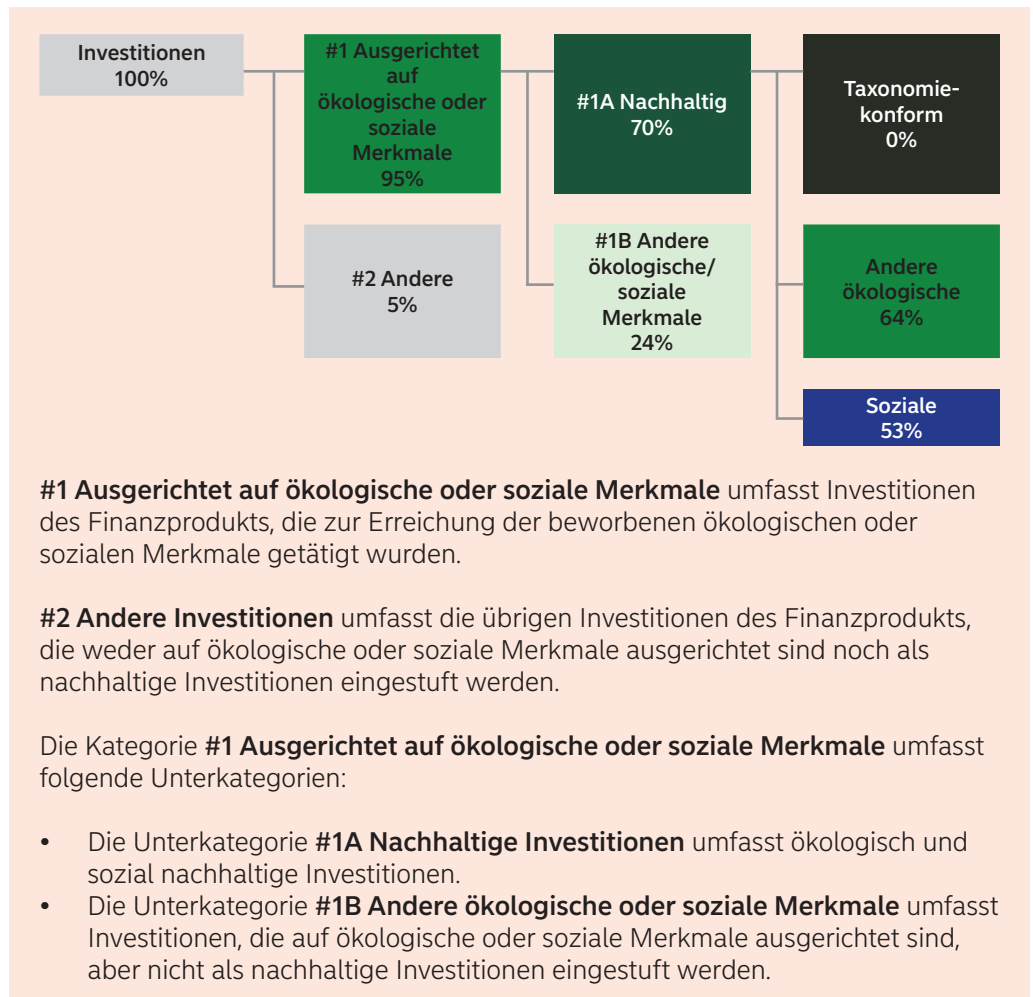 Investitionen
100%
#1 Ausgerichtet
auf
ökologische oder
soziale
Merkmale
95%
#1A Nachhaltig
70%
Taxonomie-
konform
0%
#2 Andere
5%
#1B Andere
ökologische/
soziale
Merkmale
24%
Andere
ökologische
64%
Soziale
53%
#1 Ausgerichtet auf ökologische oder soziale Merkmale umfasst Investitionen
des Finanzprodukts, die zur Erreichung der beworbenen ökologischen oder
sozialen Merkmale getätigt wurden.
#2 Andere Investitionen umfasst die übrigen Investitionen des Finanzprodukts,
die weder auf ökologische oder soziale Merkmale ausgerichtet sind noch als
nachhaltige Investitionen eingestuft werden.
Die Kategorie #1 Ausgerichtet auf ökologische oder soziale Merkmale umfasst
folgende Unterkategorien:
• Die Unterkategorie #1A Nachhaltige Investitionen umfasst ökologisch und
sozial nachhaltige Investitionen.
• Die Unterkategorie #1B Andere ökologische oder soziale Merkmale umfasst
Investitionen, die auf ökologische oder soziale Merkmale ausgerichtet sind,
aber nicht als nachhaltige Investitionen eingestuft werden.